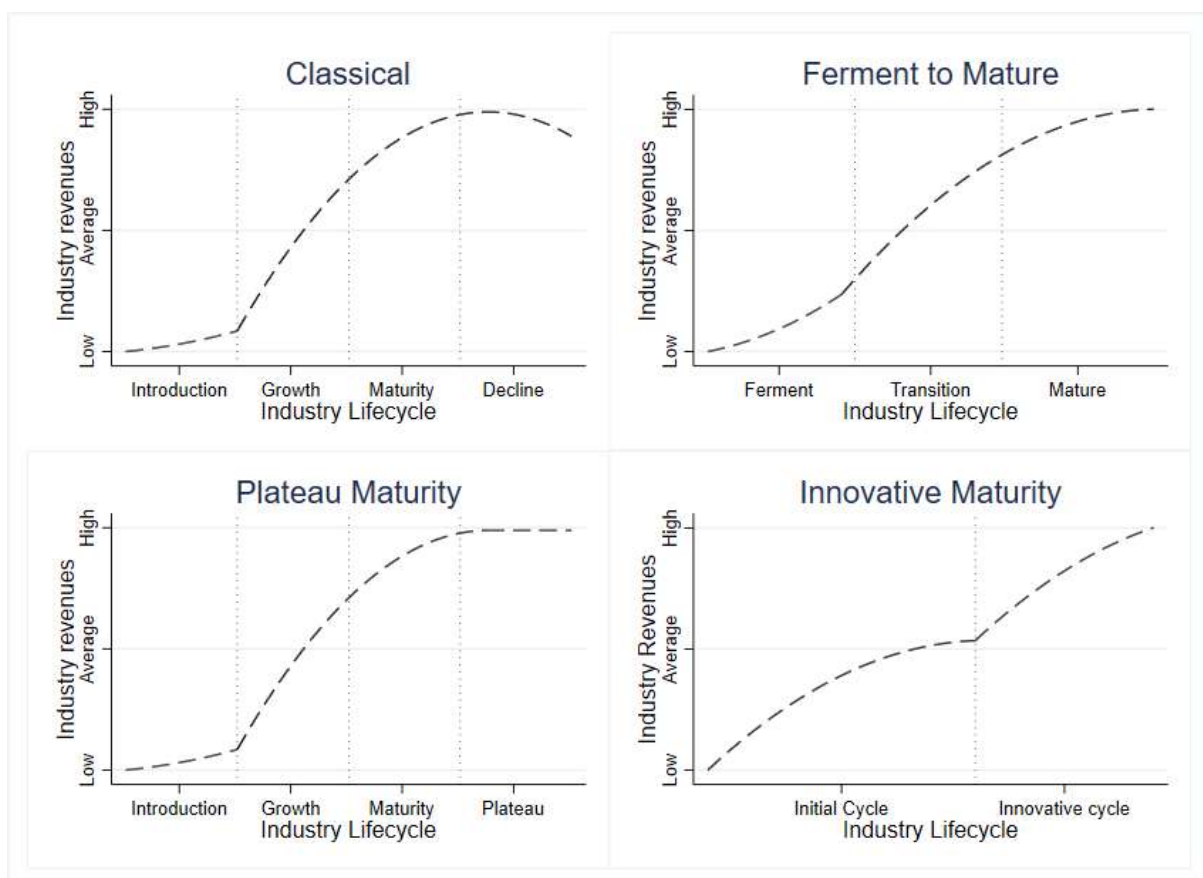 Classical
High
Average
Low
Industry revenues
Introduction Growth Maturity Decline
Industry Lifecycle
Ferment to Mature
High
Average
Low
Industry revenues
Ferment Transition Mature
Industry Lifecycle
Plateau Maturity
High
Average
Low
Industry revenues
Introduction Growth Maturity Plateau
Industry Lifecycle
Innovative Maturity
High
Average
Low
Industry Revenues
Initial Cycle Innovative cycle
Industry Lifecycle